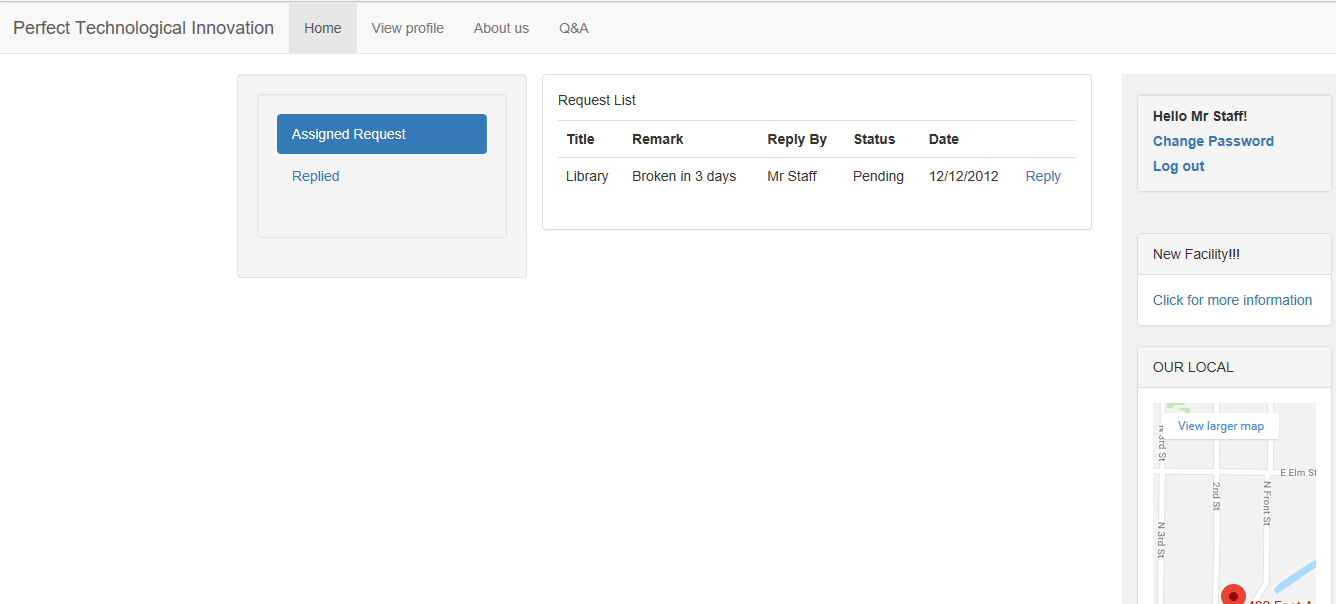 Perfect Technological Innovation Home View profile About us Q&A
Assigned Request
Replied
Request List
Title Remark Reply By Status Date
Library Broken in 3 days Mr Staff Pending 12/12/2012 Reply
Hello Mr Staff!
Change Password
Log out
New Facility!!!
Click for more information
OUR LOCAL
View larger map
N 3rd St
E Elm St
2nd St
N Front St
N 3rd St